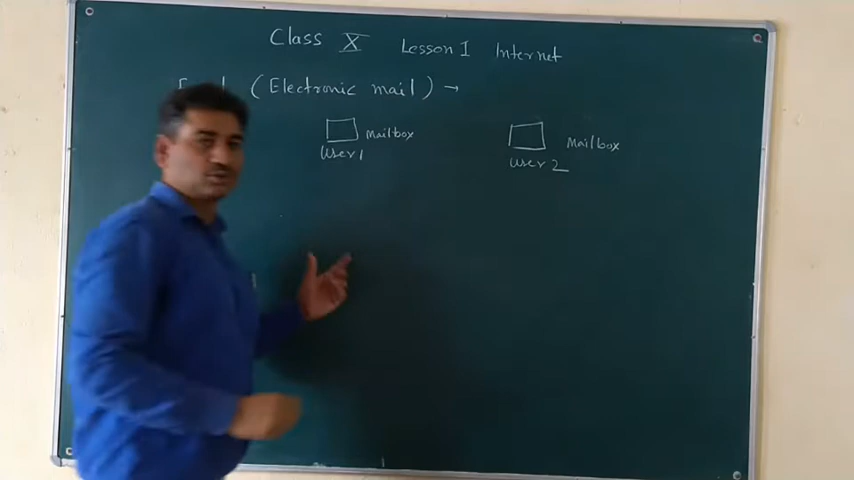 Class X Lesson 1 Internet
(Electronic mail) →
Mailbox Mailbox
User 1 User 2